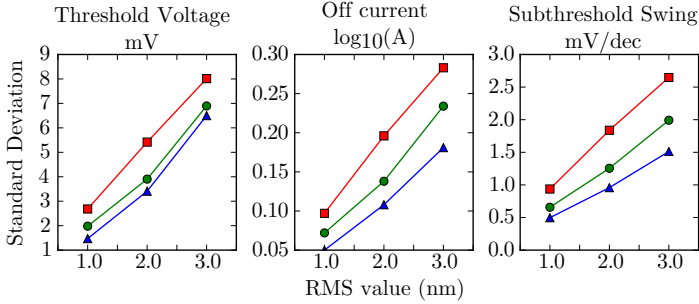 Threshold Voltage
mV
Off current
log10(A)
Subthreshold Swing
mV/dec
Standard Deviation
9
8
7
6
5
4
3
2
1
1.0 2.0 3.0
0.30
0.25
0.20
0.15
0.10
0.05
1.0 2.0 3.0
3.0
2.5
2.0
1.5
1.0
0.5
0.0
1.0 2.0 3.0
RMS value (nm)